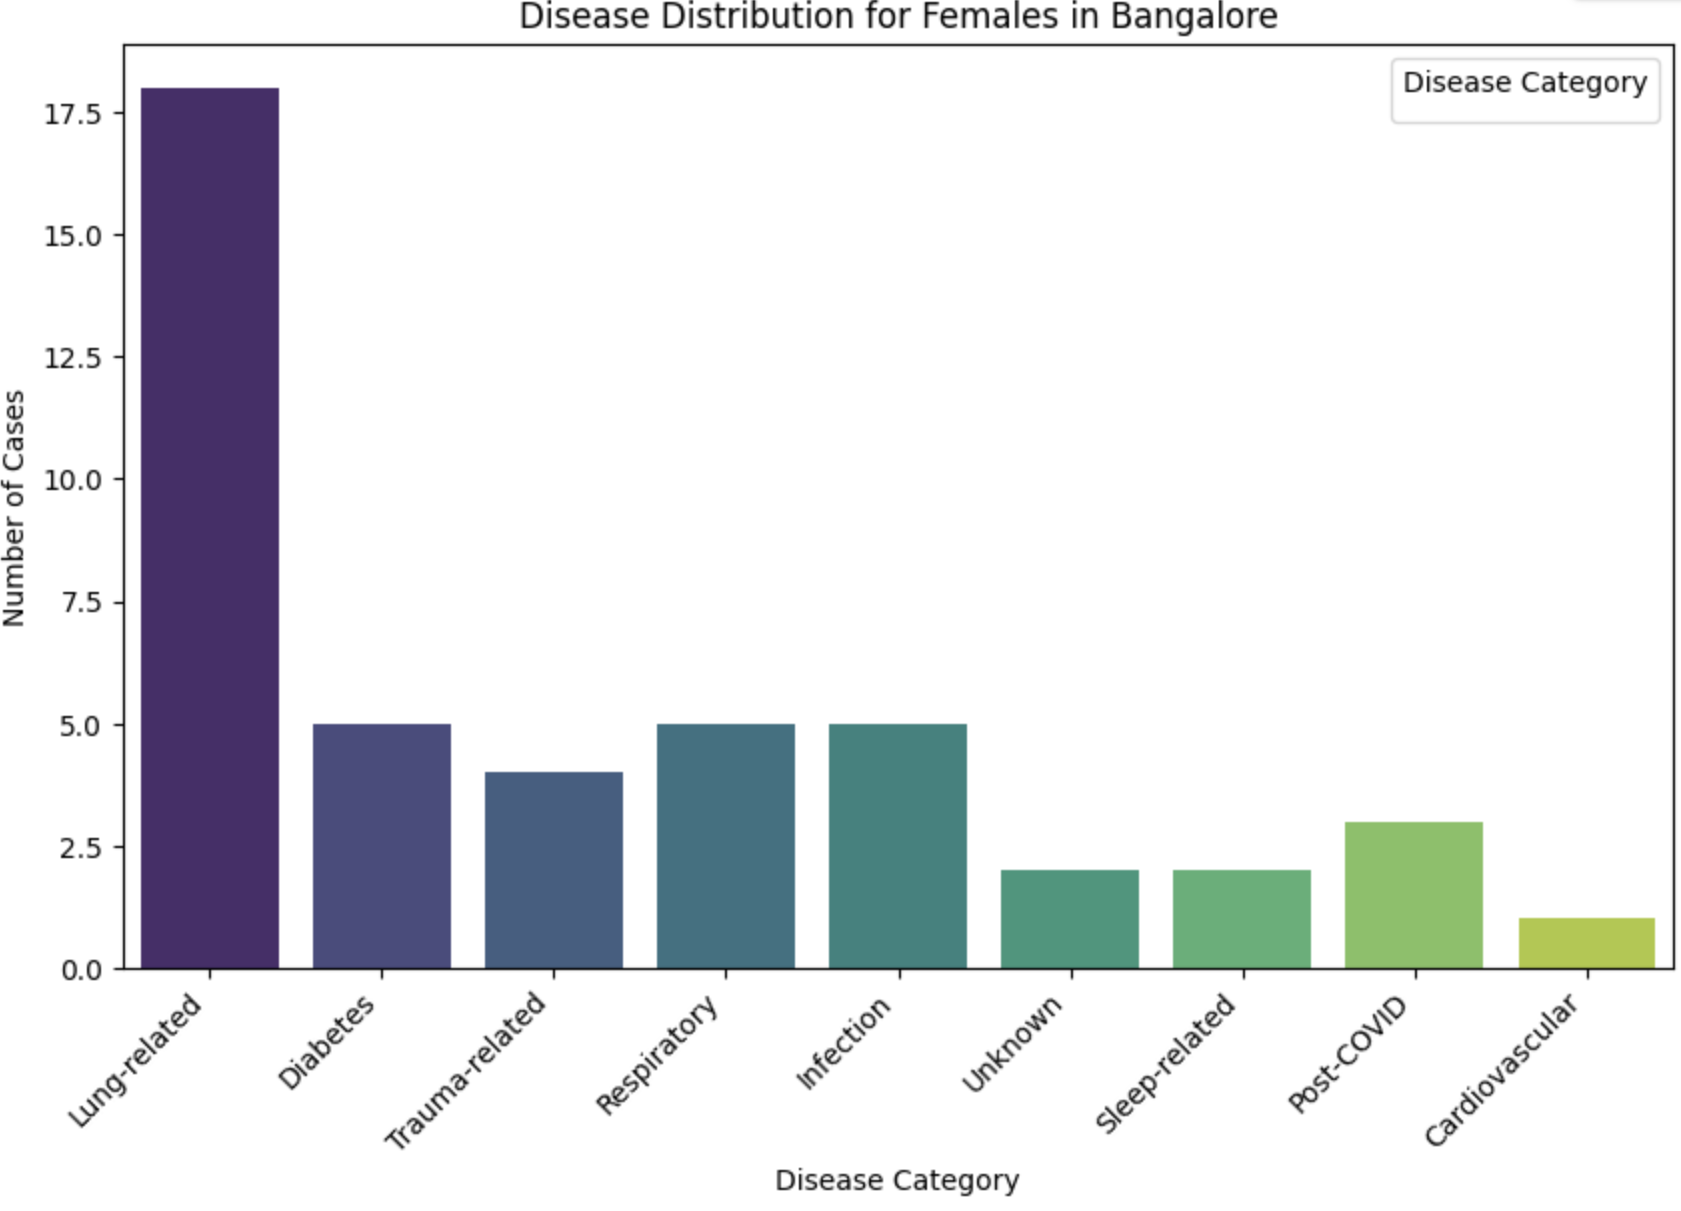 Disease Distribution for Females in Bangalore
Disease Category
17.5
15.0
12.5
10.0
7.5
5.0
2.5
0.0
Number of Cases
Lung-related
Diabetes
Trauma-related
Respiratory
Infection
Unknown
Sleep-related
Post-COVID
Cardiovascular
Disease Category